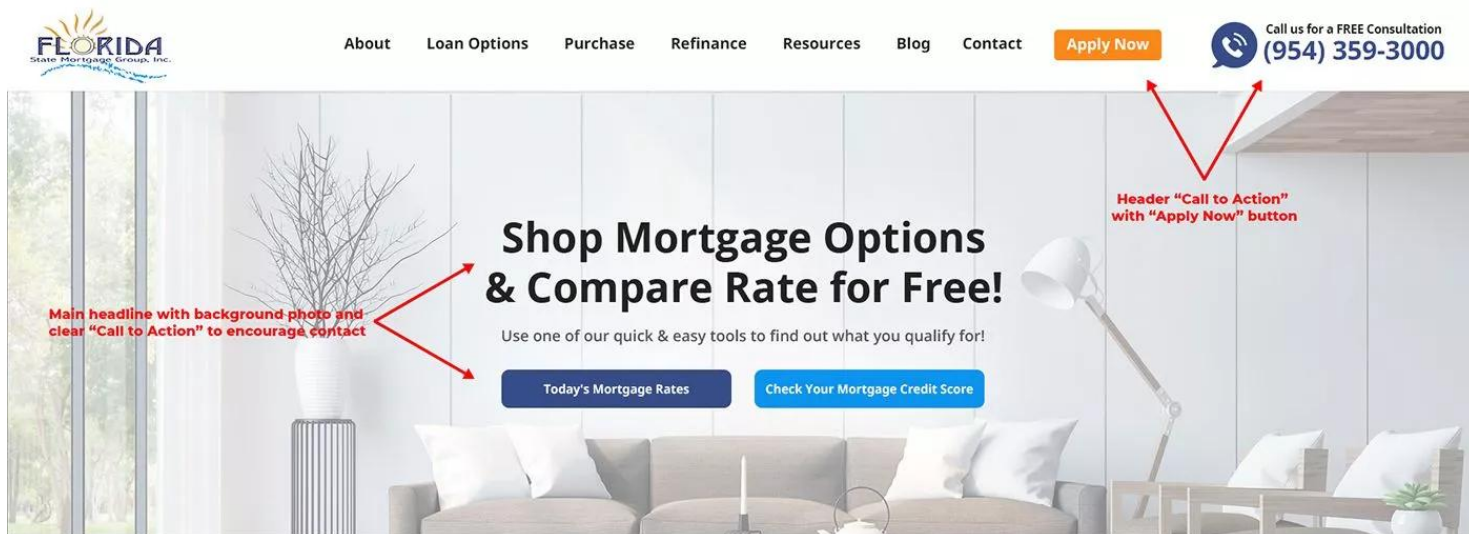 FLORIDA
State Mortgage Group, Inc.
About
Loan Options
Purchase
Refinance
Resources
Blog
Contact
Apply Now
Call us for a FREE Consultation
(954) 359-3000
Header “Call to Action”
with “Apply Now” button
Shop Mortgage Options
& Compare Rate for Free!
Main headline with background photo and
clear “Call to Action” to encourage contact
Use one of our quick & easy tools to find out what you qualify for!
Today's Mortgage Rates
Check Your Mortgage Credit Score